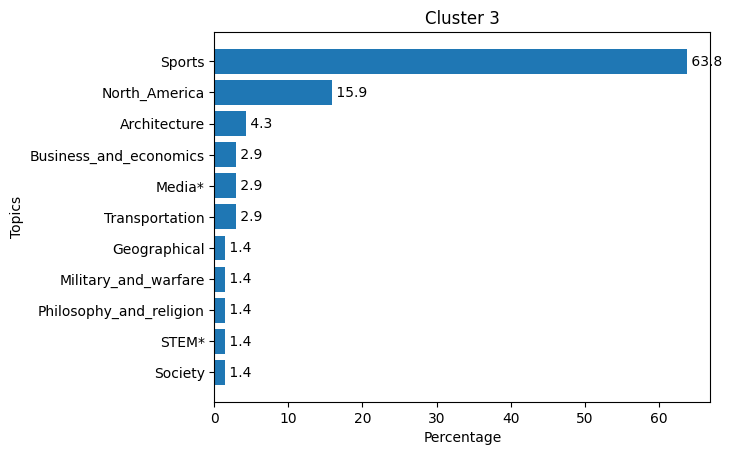 Cluster 3
Topics
Sports 63.8
North_America 15.9
Architecture 4.3
Business_and_economics 2.9
Media* 2.9
Transportation 2.9
Geographical 1.4
Military_and_warfare 1.4
Philosophy_and_religion 1.4
STEM* 1.4
Society 1.4
0 10 20 30 40 50 60
Percentage